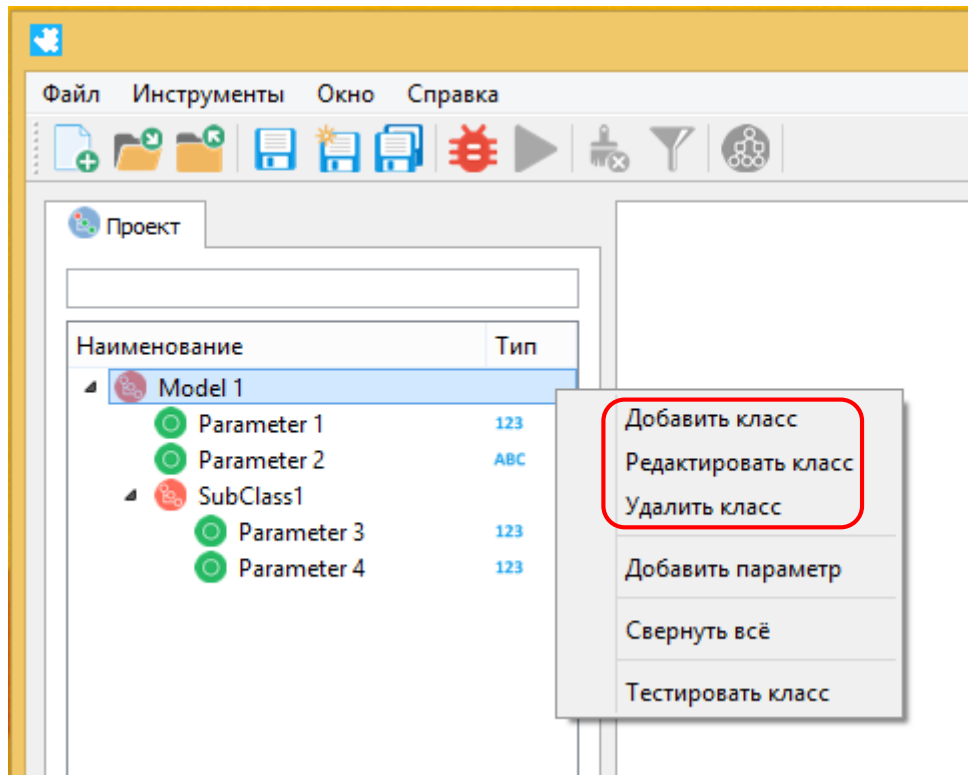 Файл Инструменты Окно Справка
Проект
Наименование Тип
Model 1
Parameter 1 123
Parameter 2 ABC
SubClass1
Parameter 3 123
Parameter 4 123
Добавить класс
Редактировать класс
Удалить класс
Добавить параметр
Свернуть всё
Тестировать класс